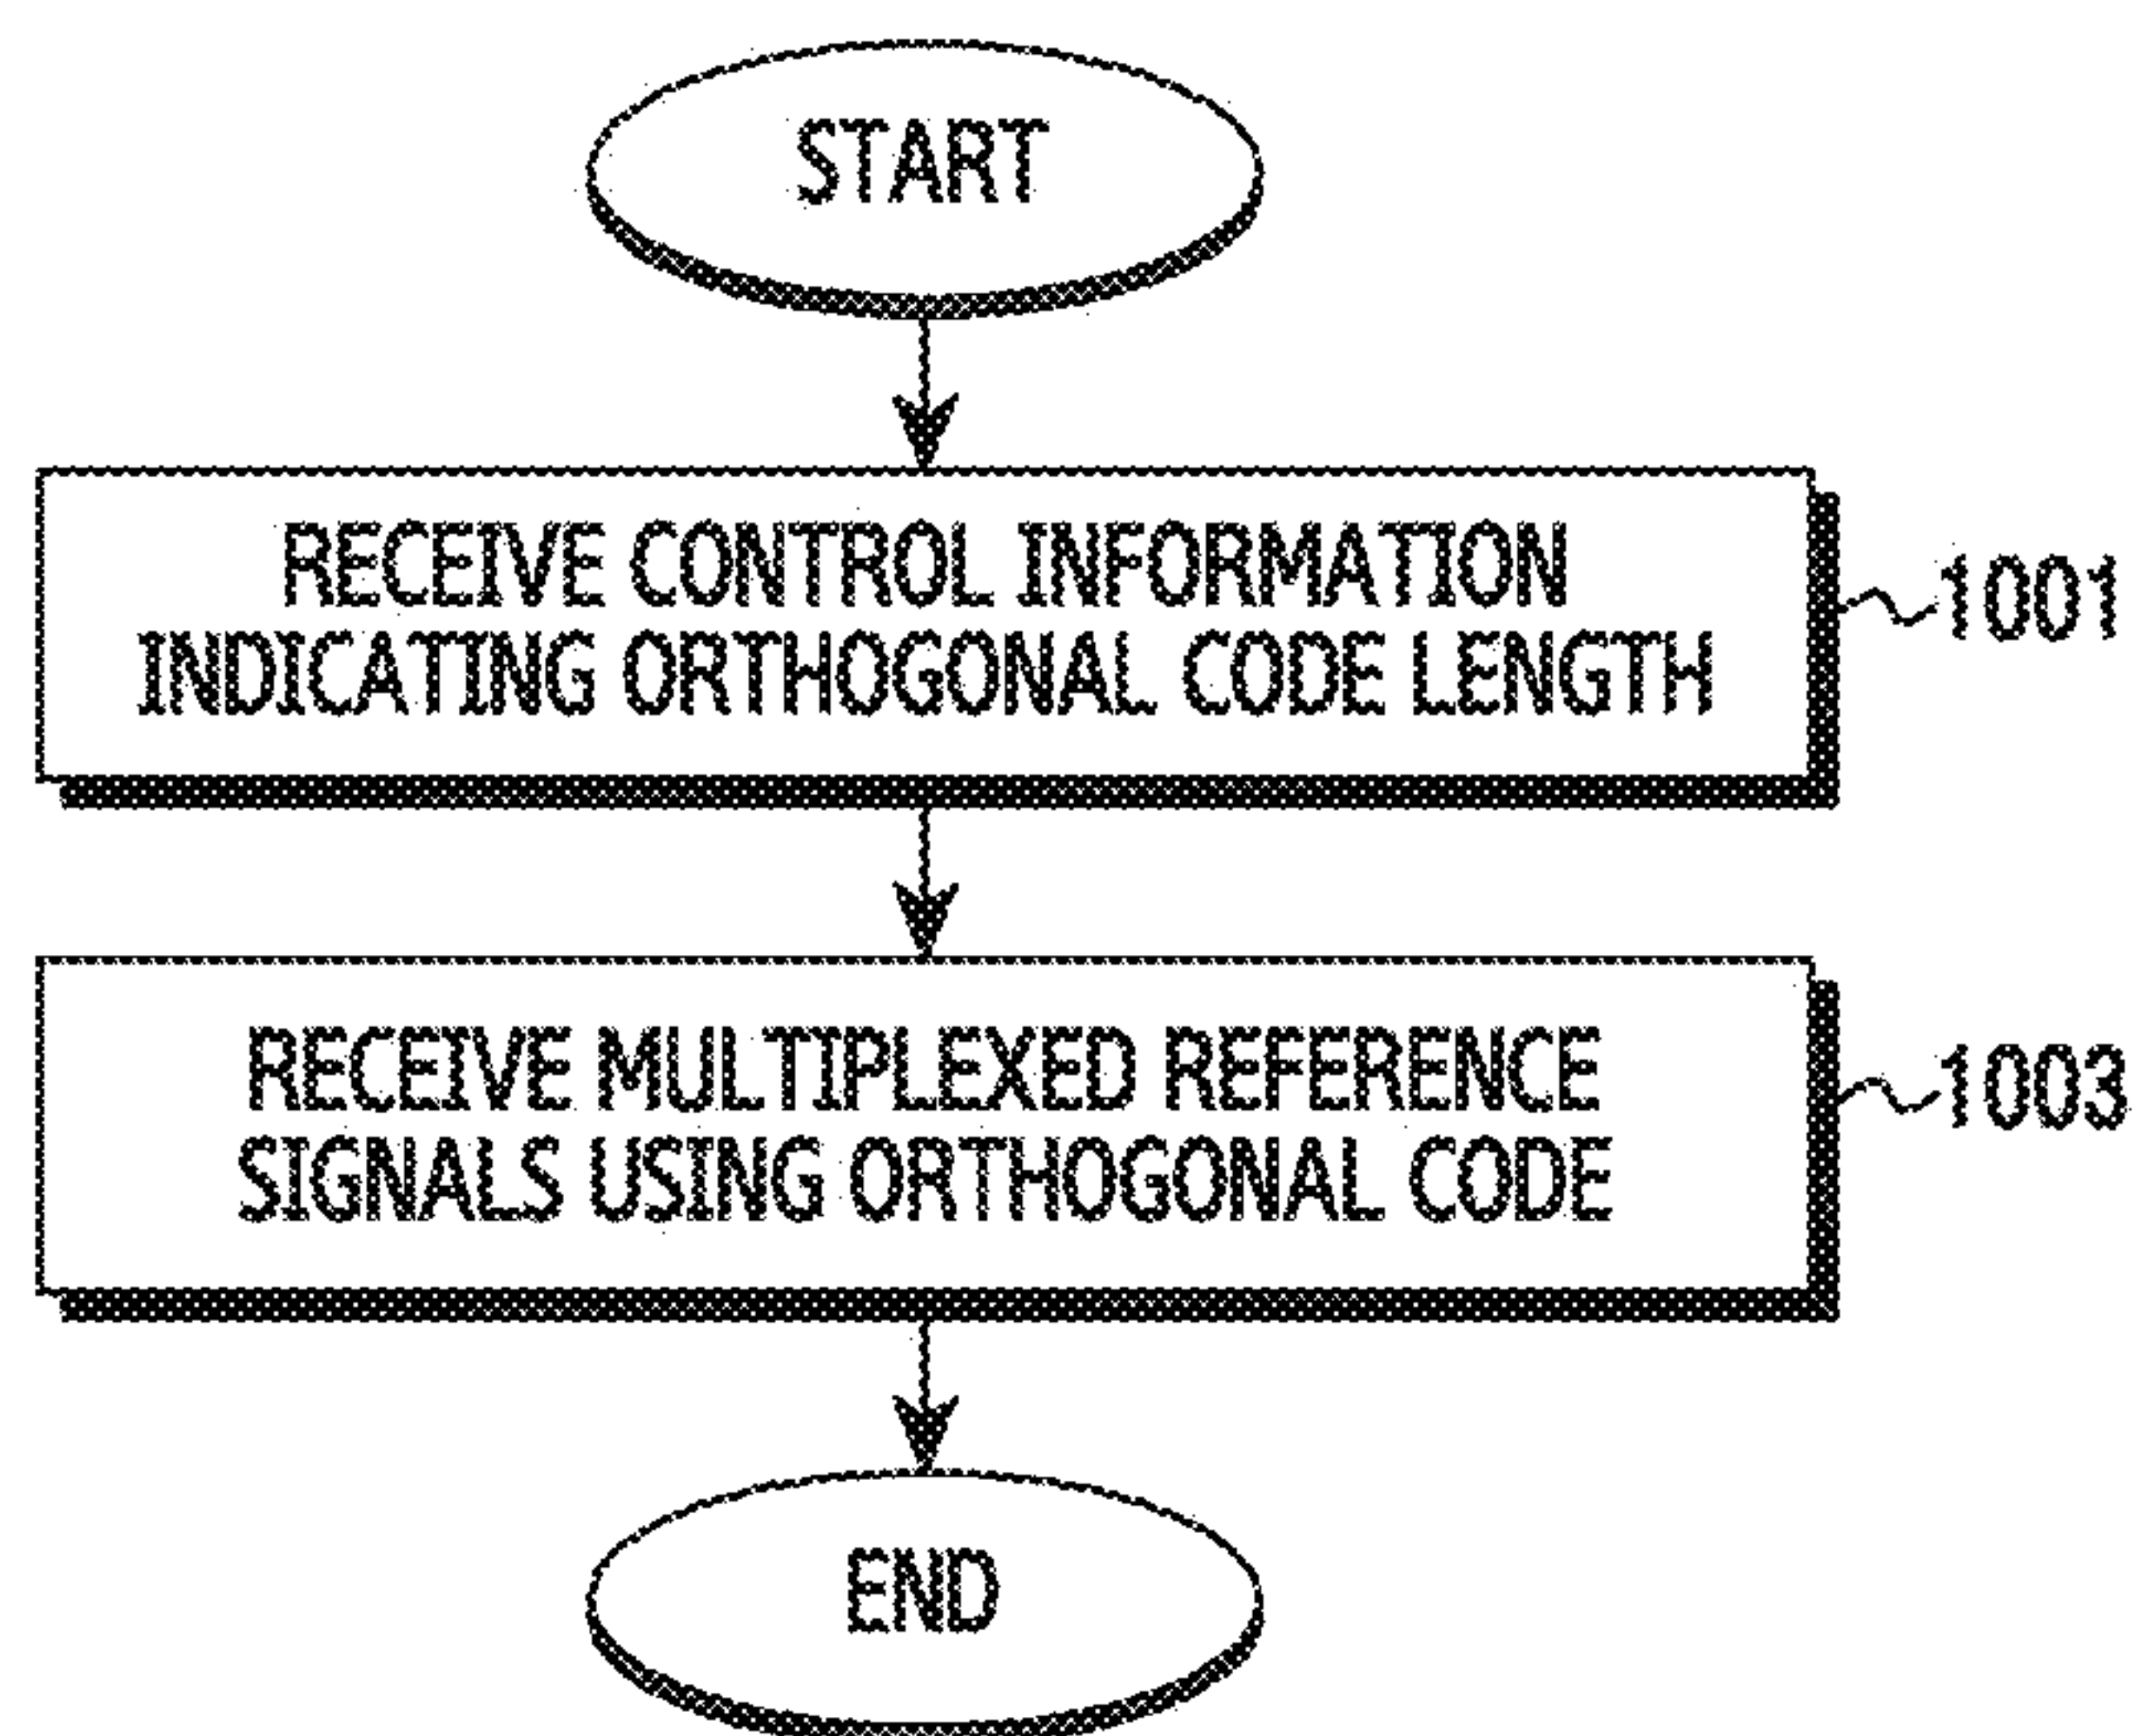 START
RECEIVE CONTROL INFORMATION
INDICATING ORTHOGONAL CODE LENGTH
1001
RECEIVE MULTIPLEXED REFERENCE
SIGNALS USING ORTHOGONAL CODE
1003
END